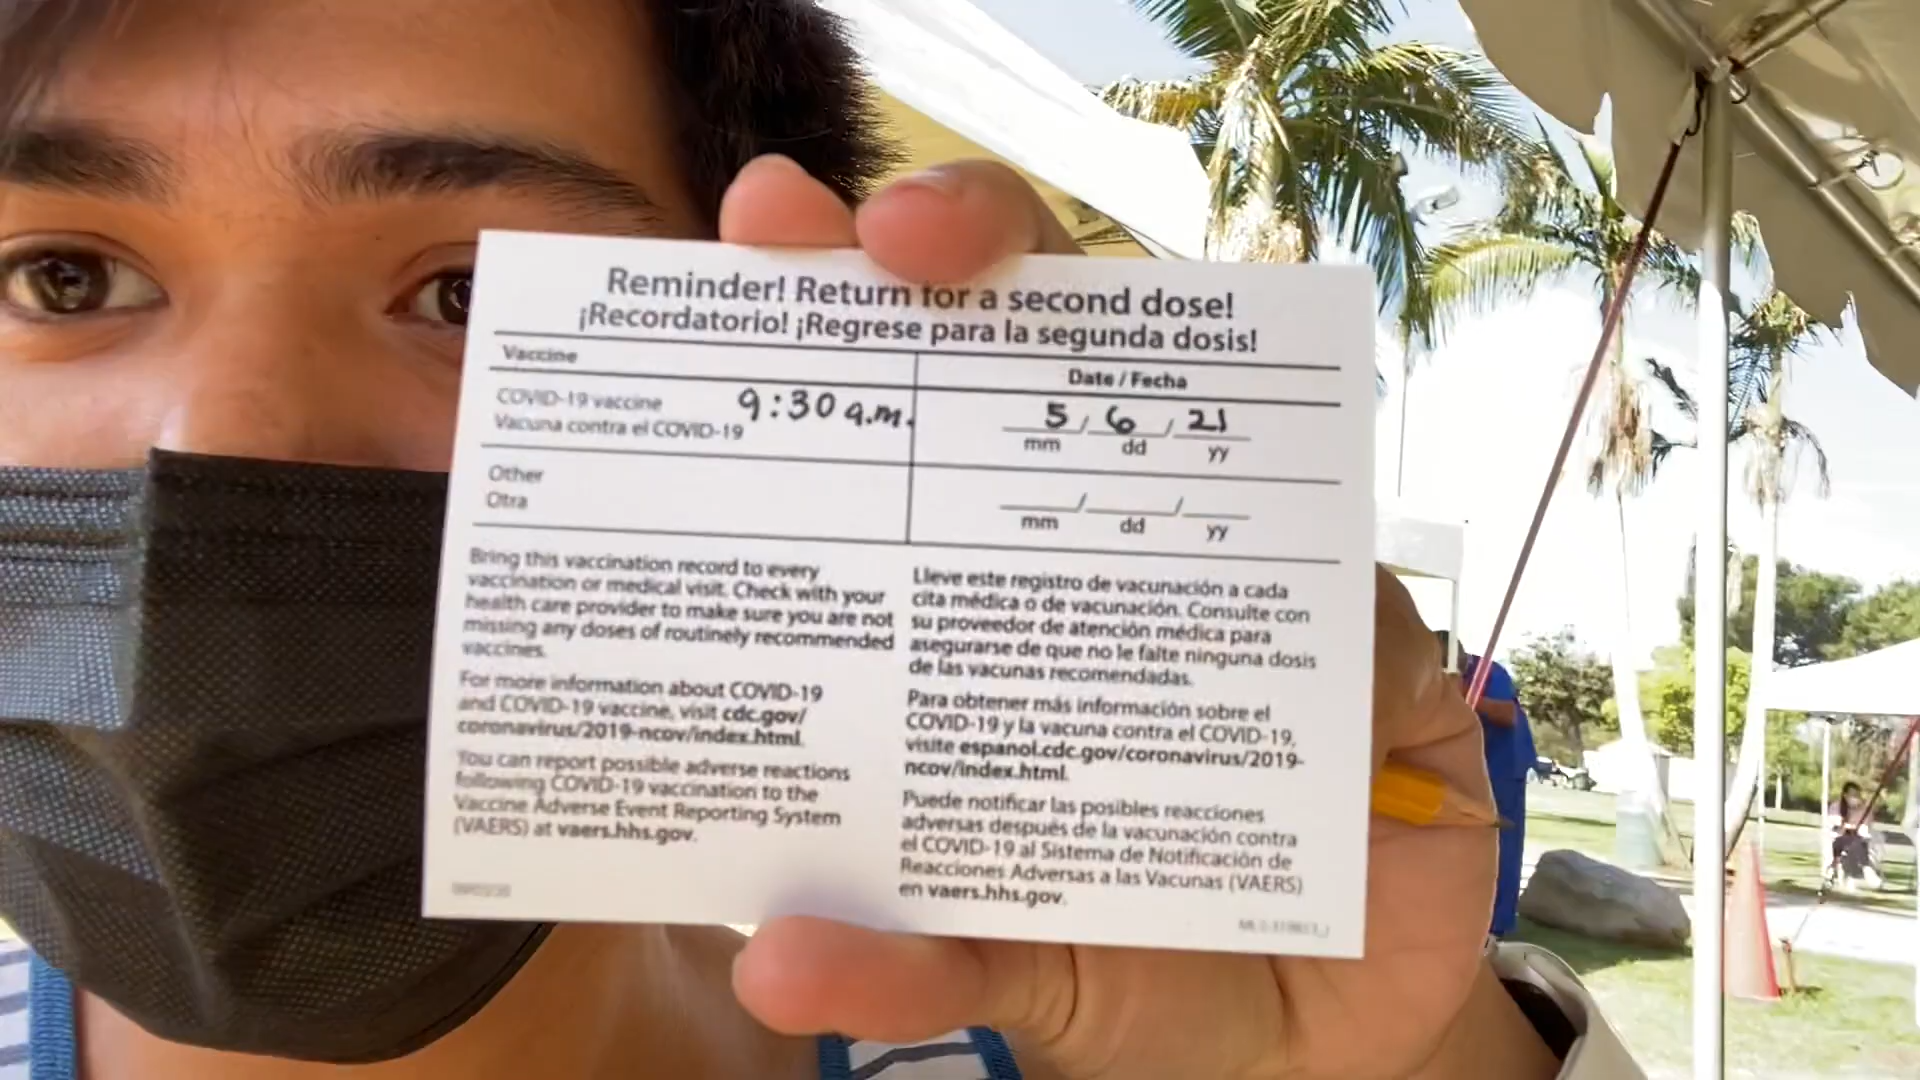 Reminder! Return for a second dose!
¡Recordatorio! ¡Regrese para la segunda dosis!
Vaccine
Date / Fecha
COVID-19 vaccine
Vacuna contra el COVID-19
9:30 a.m.
5 / 6 / 21
mm dd yy
Other
Otra
___/___/___
mm dd yy
Bring this vaccination record to every
vaccination or medical visit. Check with your
health care provider to make sure you are not
missing any doses of routinely recommended
vaccines.
For more information about COVID-19
and COVID-19 vaccine, visit cdc.gov/
coronavirus/2019-ncov/index.html.
You can report possible adverse reactions
following COVID-19 vaccination to the
Vaccine Adverse Event Reporting System
(VAERS) at vaers.hhs.gov.
Lleve este registro de vacunación a cada
cita médica o de vacunación. Consulte con
su proveedor de atención médica para
asegurarse de que no le falte ninguna dosis
de las vacunas recomendadas.
Para obtener más información sobre el
COVID-19 y la vacuna contra el COVID-19,
visite espanol.cdc.gov/coronavirus/2019-
ncov/index.html.
Puede notificar las posibles reacciones
adversas después de la vacunación contra
el COVID-19 al Sistema de Notificación de
Reacciones Adversas a las Vacunas (VAERS)
en vaers.hhs.gov.